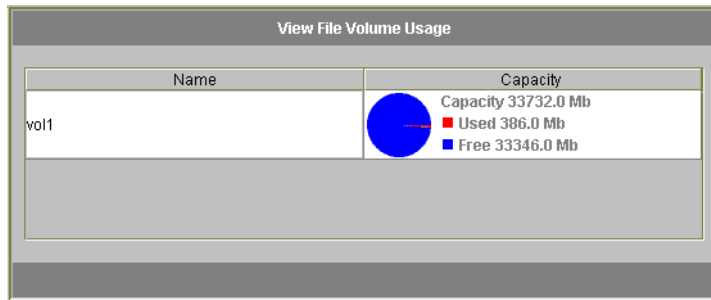 View File Volume Usage
Name Capacity
Capacity 33732.0 Mb
vol1
Used 386.0 Mb
Free 33346.0 Mb